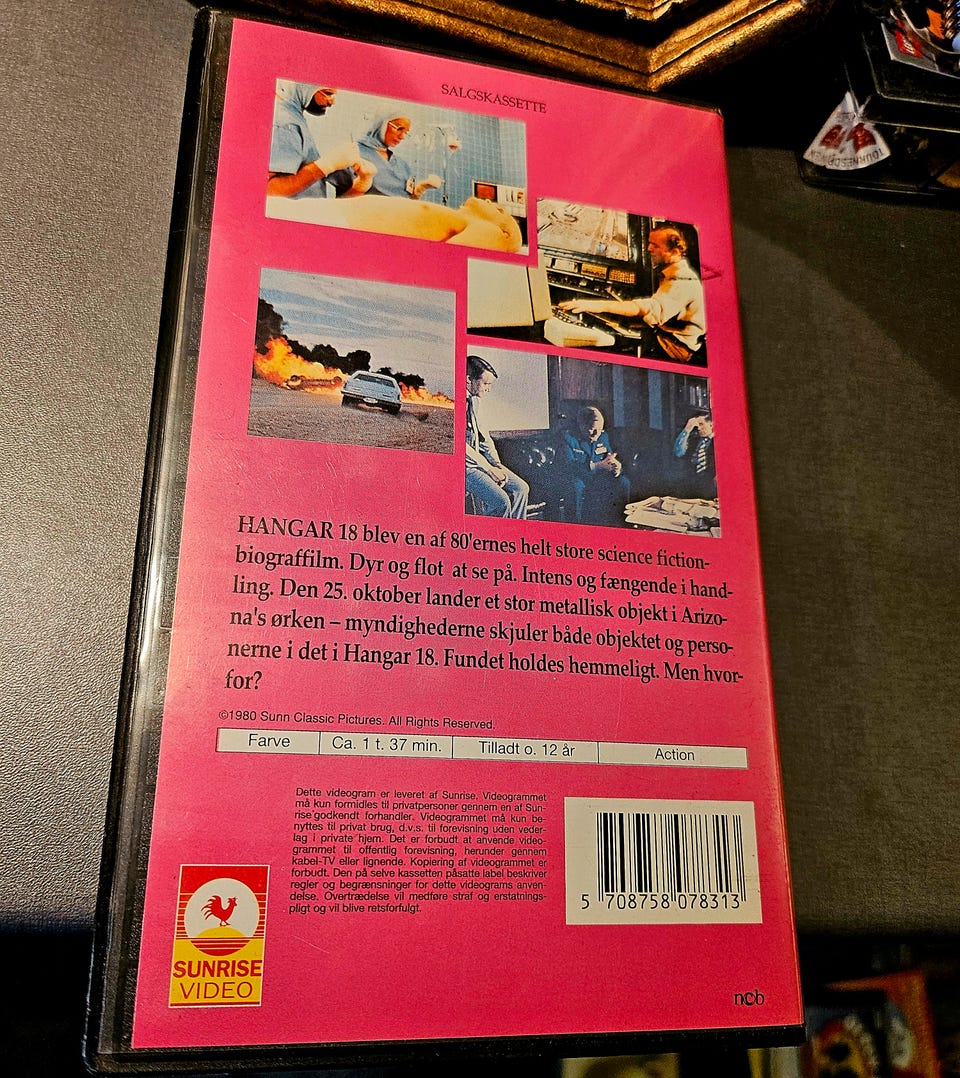 SALGSKASSETTE
HANGAR 18 blev en af 80'ernes helt store science fiction-
biograffilm. Dyr og flot at se på. Intens og fængende i hand-
ling. Den 25. oktober lander et stor metallisk objekt i Arizo-
na's ørken – myndighederne skjuler både objektet og perso-
nerne i det i Hangar 18. Fundet holdes hemmeligt. Men hvor-
for?
©1980 Sunn Classic Pictures. All Rights Reserved.
Farve Ca. 1 t. 37 min. Tilladt o. 12 år Action
Dette videogram er leveret af Sunrise. Videogrammet
må kun formidles til privatpersoner gennem en af Sun-
rise godkendt forhandler. Videogrammet må kun be-
nyttes til privat brug, d.v.s. til forevisning uden veder-
lag i private hjem. Det er forbudt at anvende video-
grammet til offentlig forevisning, herunder gennem
kabel-TV eller lignende. Kopiering af videogrammet er
forbudt. Den på selve kassetten påsatte label beskriver
regler og begrænsninger for dette videograms anven-
delse. Overtrædelse vil medføre straf og erstatnings-
pligt og vil blive retsforfulgt.
5 708758 078313
SUNRISE
VIDEO
ncb